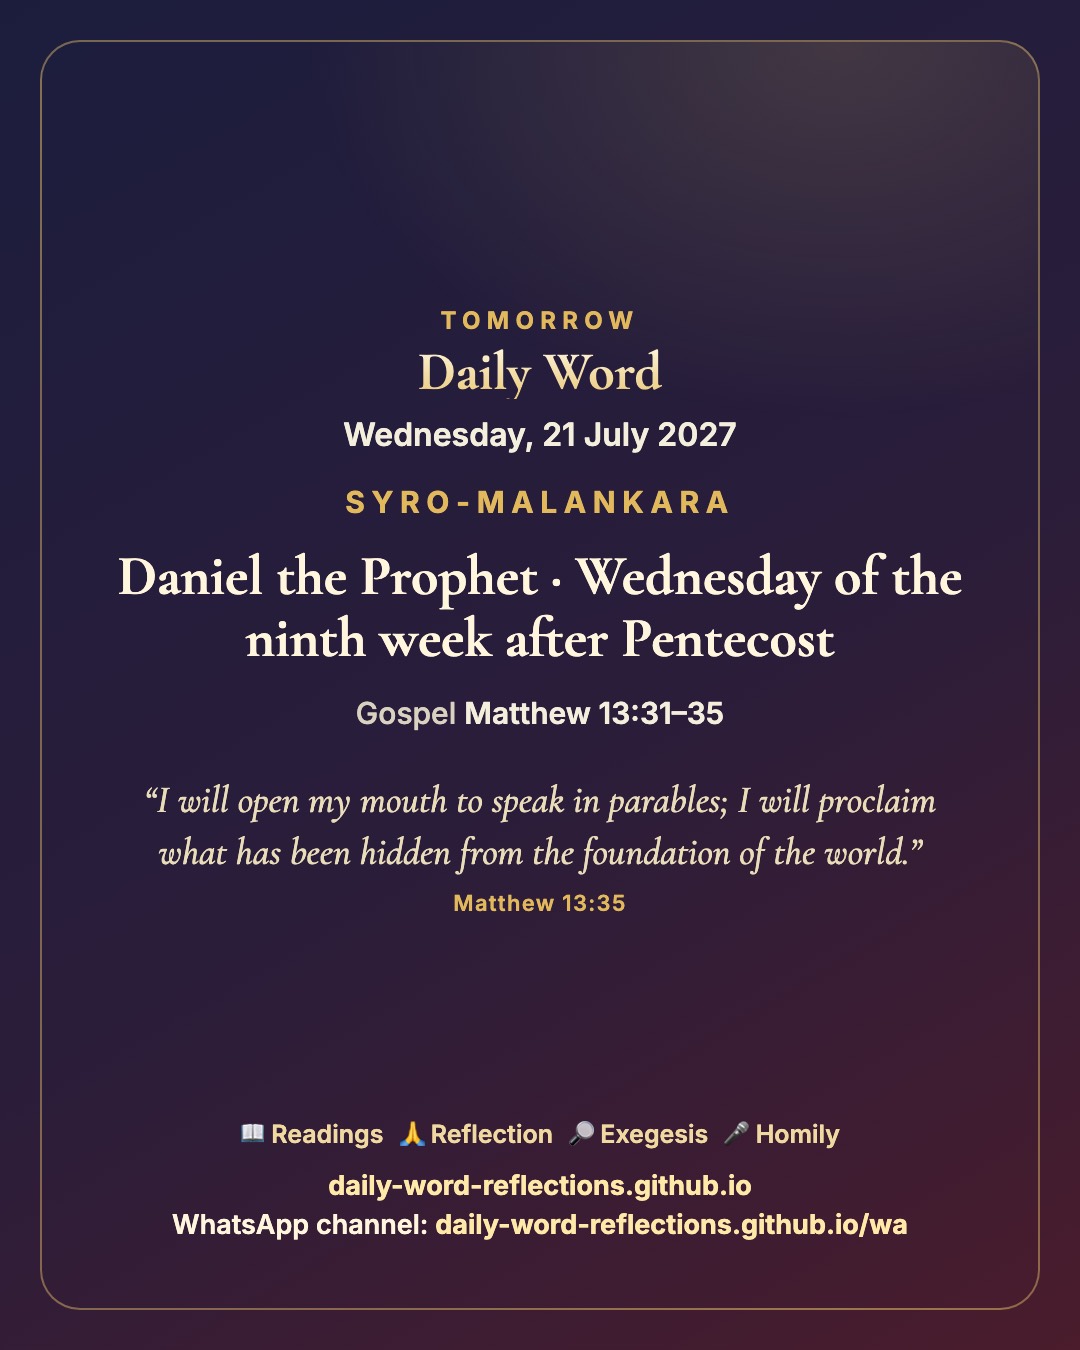 TOMORROW
Daily Word
Wednesday, 21 July 2027
SYRO-MALANKARA
Daniel the Prophet · Wednesday of the
ninth week after Pentecost
Gospel Matthew 13:31–35
“I will open my mouth to speak in parables; I will proclaim
what has been hidden from the foundation of the world.”
Matthew 13:35
📖 Readings 🙏 Reflection 🔎 Exegesis 🎤 Homily
daily-word-reflections.github.io
WhatsApp channel: daily-word-reflections.github.io/wa